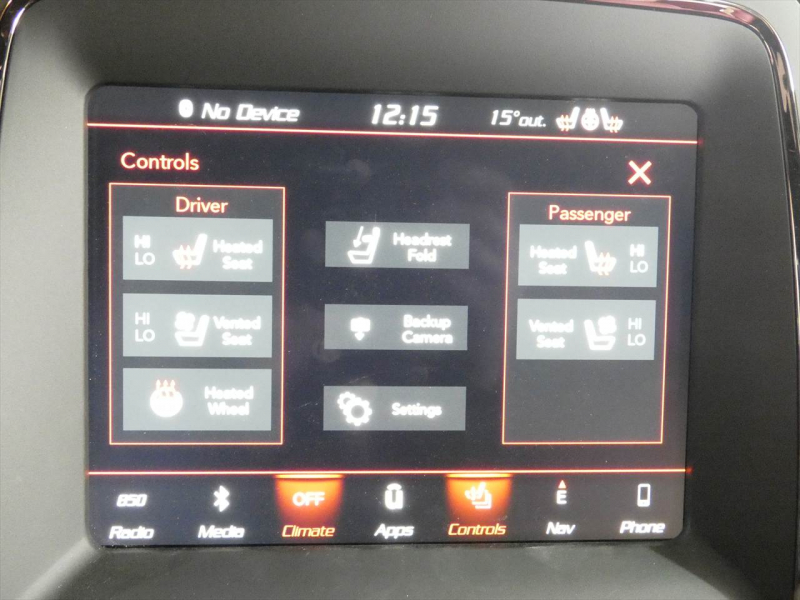 No Device 12:15 15°out.
Controls
Driver
HI
LO
Heated
Seat
HI
LO
Vented
Seat
Heated
Wheel
Headrest
Fold
Backup
Camera
Settings
Passenger
Heated
Seat
HI
LO
Vented
Seat
HI
LO
850 OFF E
Radio Media Climate Apps Controls Nav Phone